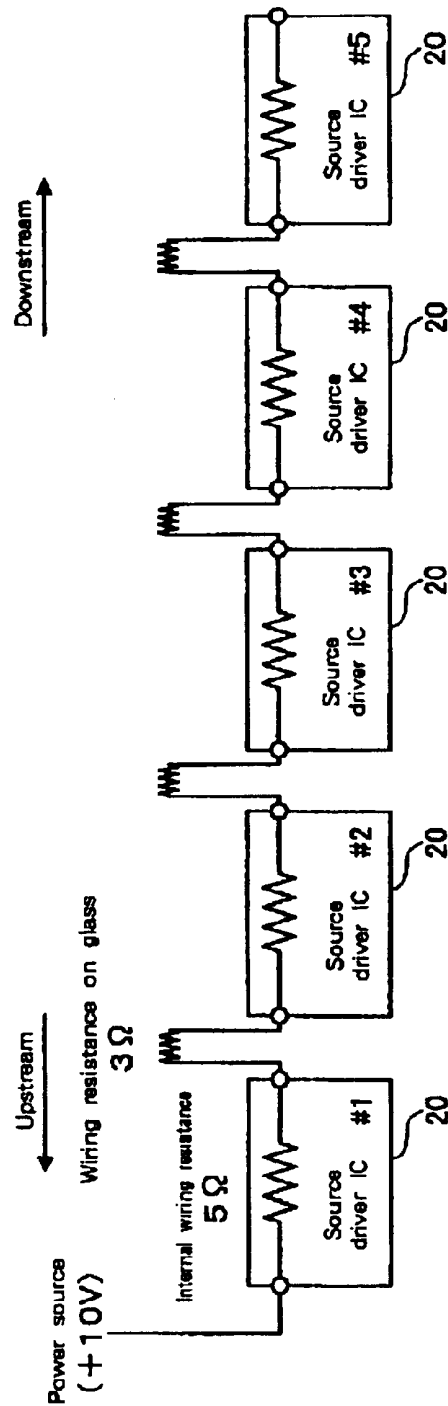 Power source
(+10V)
Upstream
Wiring resistance on glass
3Ω
Downstream
Internal wiring resistance
5Ω
Source
driver IC
#1
20
Source
driver IC
#2
20
Source
driver IC
#3
20
Source
driver IC
#4
20
Source
driver IC
#5
20